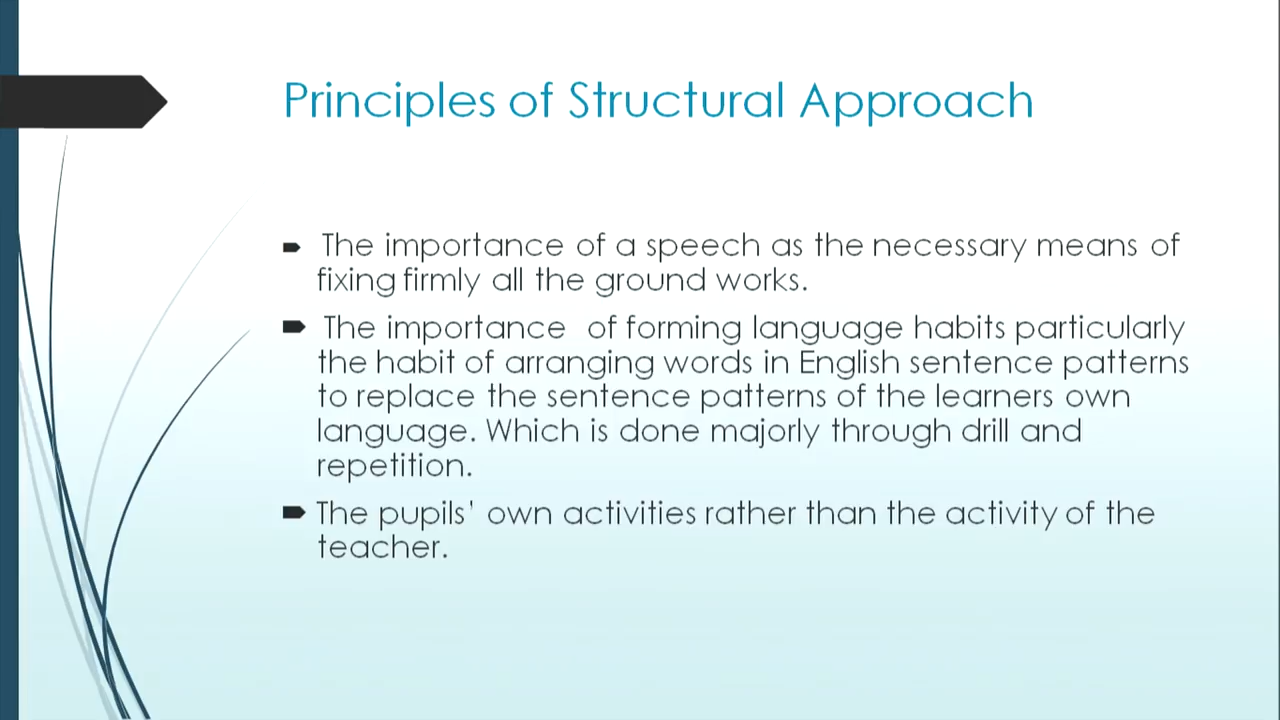 Principles of Structural Approach
The importance of a speech as the necessary means of
fixing firmly all the ground works.
The importance of forming language habits particularly
the habit of arranging words in English sentence patterns
to replace the sentence patterns of the learners own
language. Which is done majorly through drill and
repetition.
The pupils' own activities rather than the activity of the
teacher.